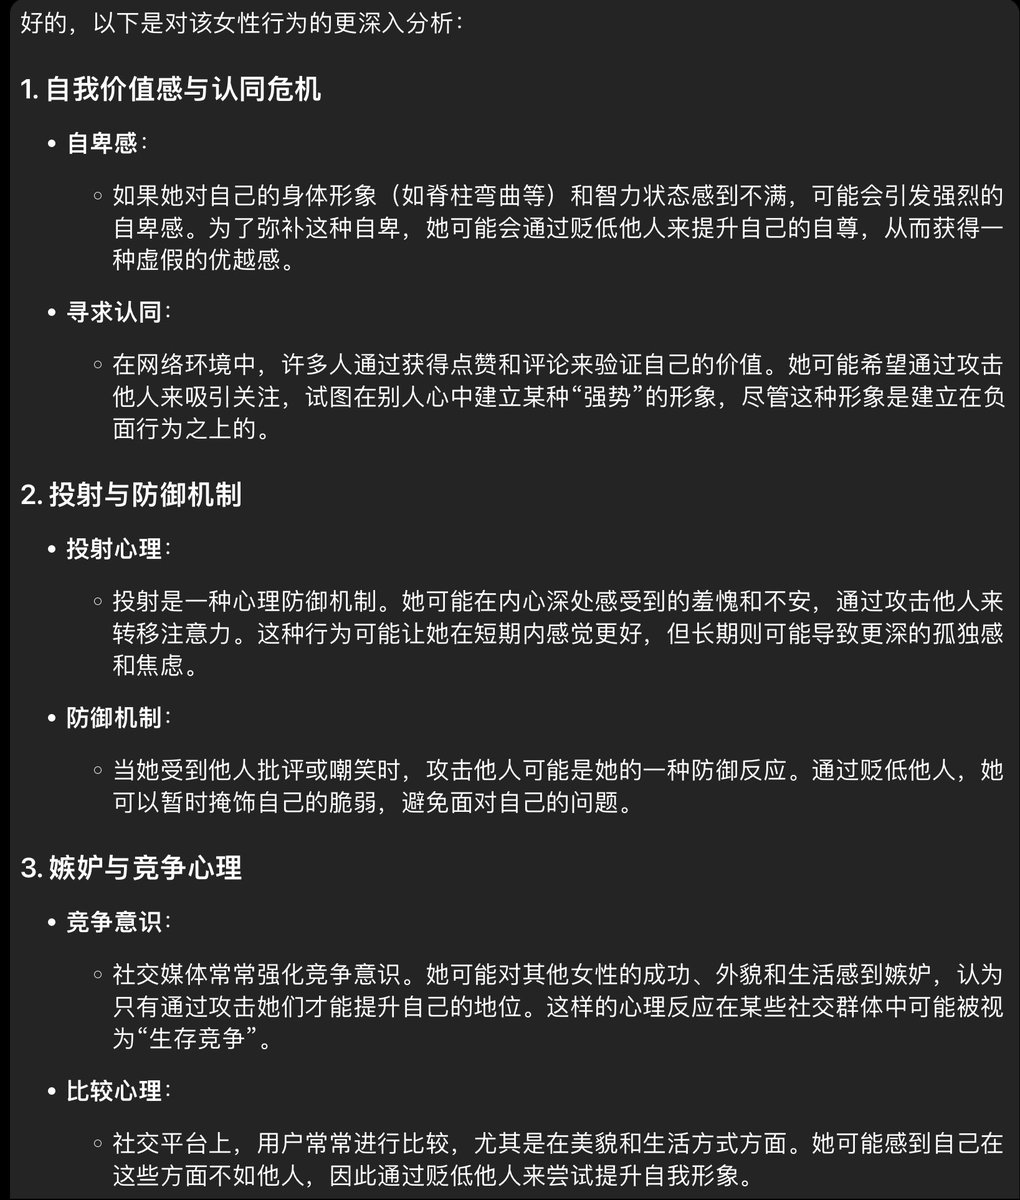 好的，以下是对该女性行为的更深入分析：
1. 自我价值感与认同危机
• 自卑感：
◦ 如果她对自己的身体形象（如脊柱弯曲等）和智力状态感到不满，可能会引发强烈的
自卑感。为了弥补这种自卑，她可能会通过贬低他人来提升自己的自尊，从而获得一
种虚假的优越感。
• 寻求认同：
◦ 在网络环境中，许多人通过获得点赞和评论来验证自己的价值。她可能希望通过攻击
他人来吸引关注，试图在别人心中建立某种“强势”的形象，尽管这种形象是建立在负
面行为之上的。
2. 投射与防御机制
• 投射心理：
◦ 投射是一种心理防御机制。她可能在内心深处感受到的羞愧和不安，通过攻击他人来
转移注意力。这种行为可能让她在短期内感觉更好，但长期则可能导致更深的孤独感
和焦虑。
• 防御机制：
◦ 当她受到他人批评或嘲笑时，攻击他人可能是她的一种防御反应。通过贬低他人，她
可以暂时掩饰自己的脆弱，避免面对自己的问题。
3. 嫉妒与竞争心理
• 竞争意识：
◦ 社交媒体常常强化竞争意识。她可能对其他女性的成功、外貌和生活感到嫉妒，认为
只有通过攻击她们才能提升自己的地位。这样的心理反应在某些社交群体中可能被视
为“生存竞争”。
• 比较心理：
◦ 社交平台上，用户常常进行比较，尤其是在美貌和生活方式方面。她可能感到自己在
这些方面不如他人，因此通过贬低他人来尝试提升自我形象。